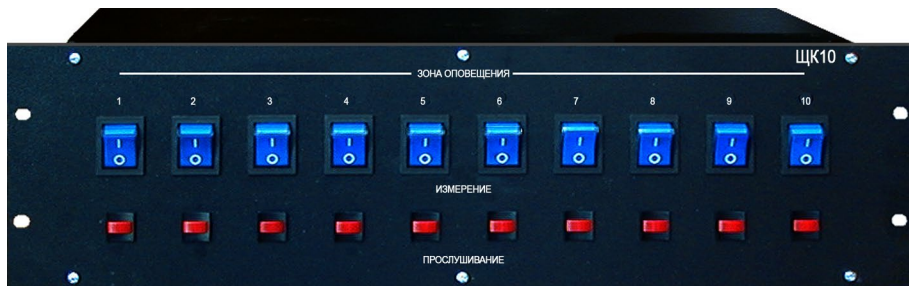 ЩК10
ЗОНА ОПОВЕЩЕНИЯ
1 2 3 4 5 6 7 8 9 10
I I I I I I I I I I
O O O O O O O O O O
ИЗМЕРЕНИЕ
ПРОСЛУШИВАНИЕ